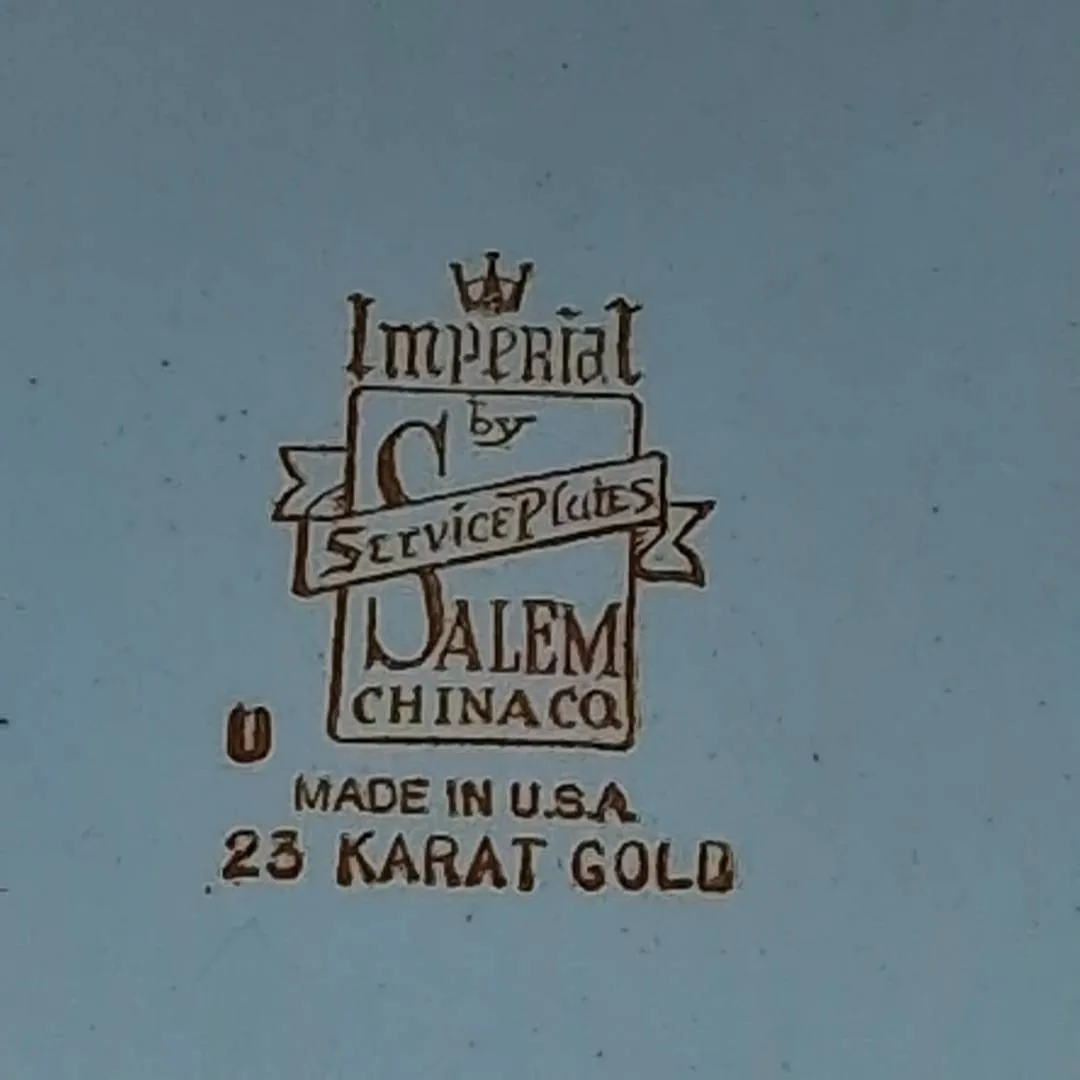 Imperial
by
Service Plates
SALEM
CHINA CO.
U
MADE IN U.S.A.
23 KARAT GOLD